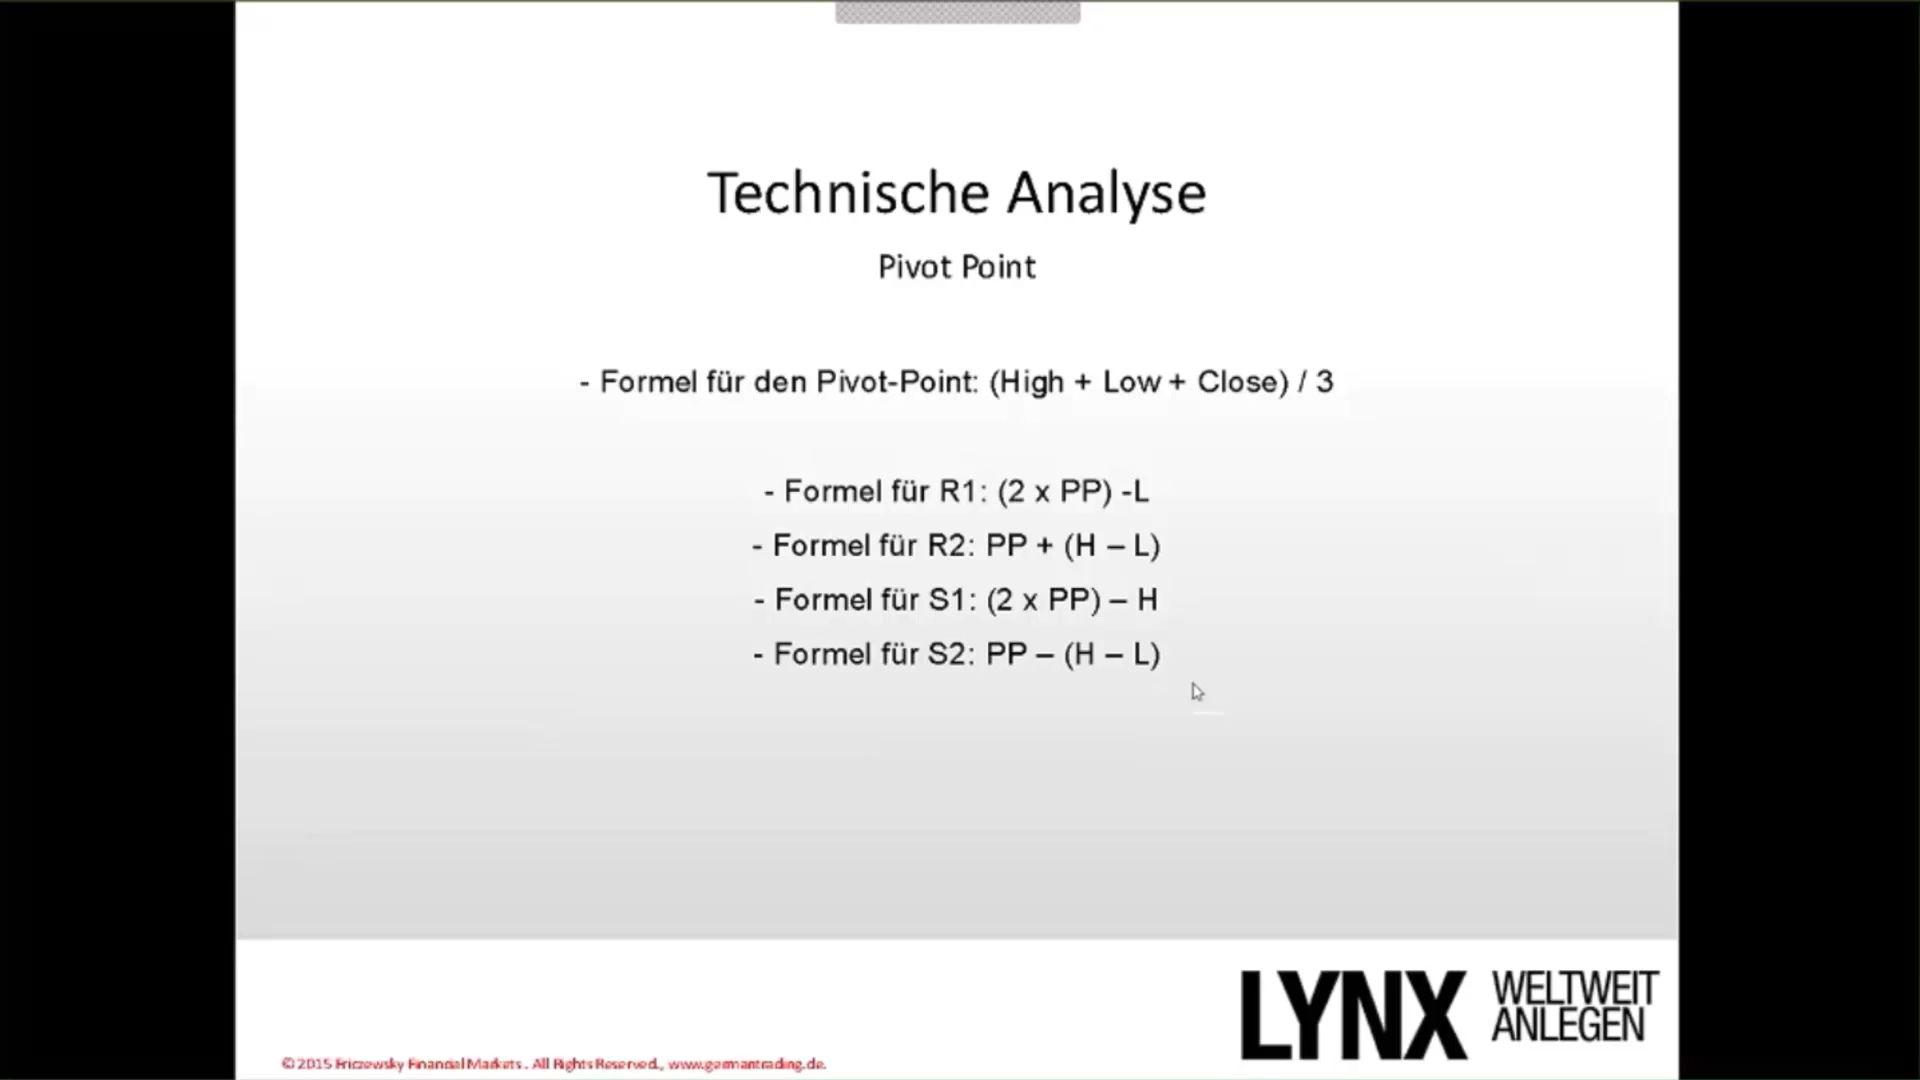 Technische Analyse
Pivot Point
- Formel für den Pivot-Point: (High + Low + Close) / 3
- Formel für R1: (2 x PP) -L
- Formel für R2: PP + (H – L)
- Formel für S1: (2 x PP) – H
- Formel für S2: PP – (H – L)
LYNX WELTWEIT
ANLEGEN
©2015 Friczewsky Financial Markets . All Rights Reserved., www.germantrading.de.